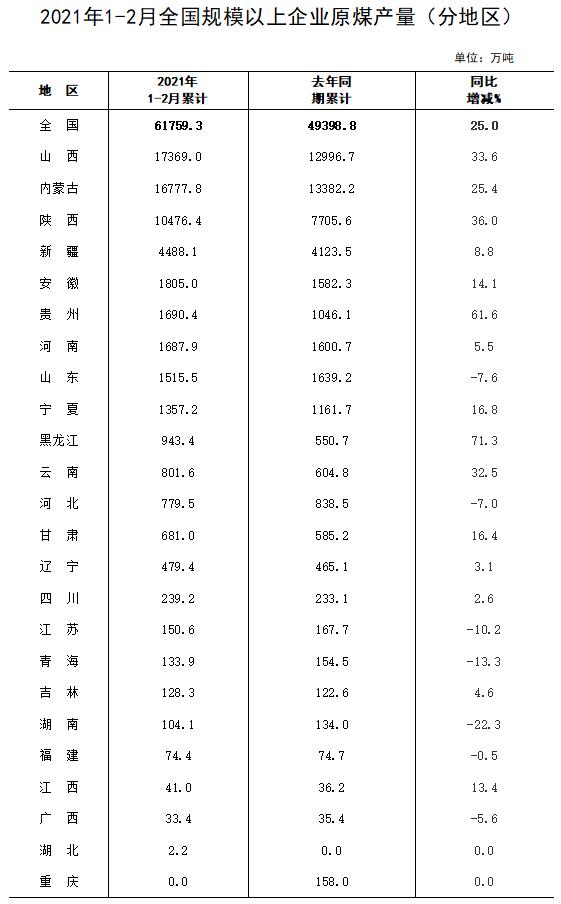 2021年1-2月全国规模以上企业原煤产量（分地区）
单位：万吨
地 区 2021年 1-2月累计 去年同 期累计 同比 增减%
全 国 61759.3 49398.8 25.0
山 西 17369.0 12996.7 33.6
内蒙古 16777.8 13382.2 25.4
陕 西 10476.4 7705.6 36.0
新 疆 4488.1 4123.5 8.8
安 徽 1805.0 1582.3 14.1
贵 州 1690.4 1046.1 61.6
河 南 1687.9 1600.7 5.5
山 东 1515.5 1639.2 -7.6
宁 夏 1357.2 1161.7 16.8
黑龙江 943.4 550.7 71.3
云 南 801.6 604.8 32.5
河 北 779.5 838.5 -7.0
甘 肃 681.0 585.2 16.4
辽 宁 479.4 465.1 3.1
四 川 239.2 233.1 2.6
江 苏 150.6 167.7 -10.2
青 海 133.9 154.5 -13.3
吉 林 128.3 122.6 4.6
湖 南 104.1 134.0 -22.3
福 建 74.4 74.7 -0.5
江 西 41.0 36.2 13.4
广 西 33.4 35.4 -5.6
湖 北 2.2 0.0 0.0
重 庆 0.0 158.0 0.0